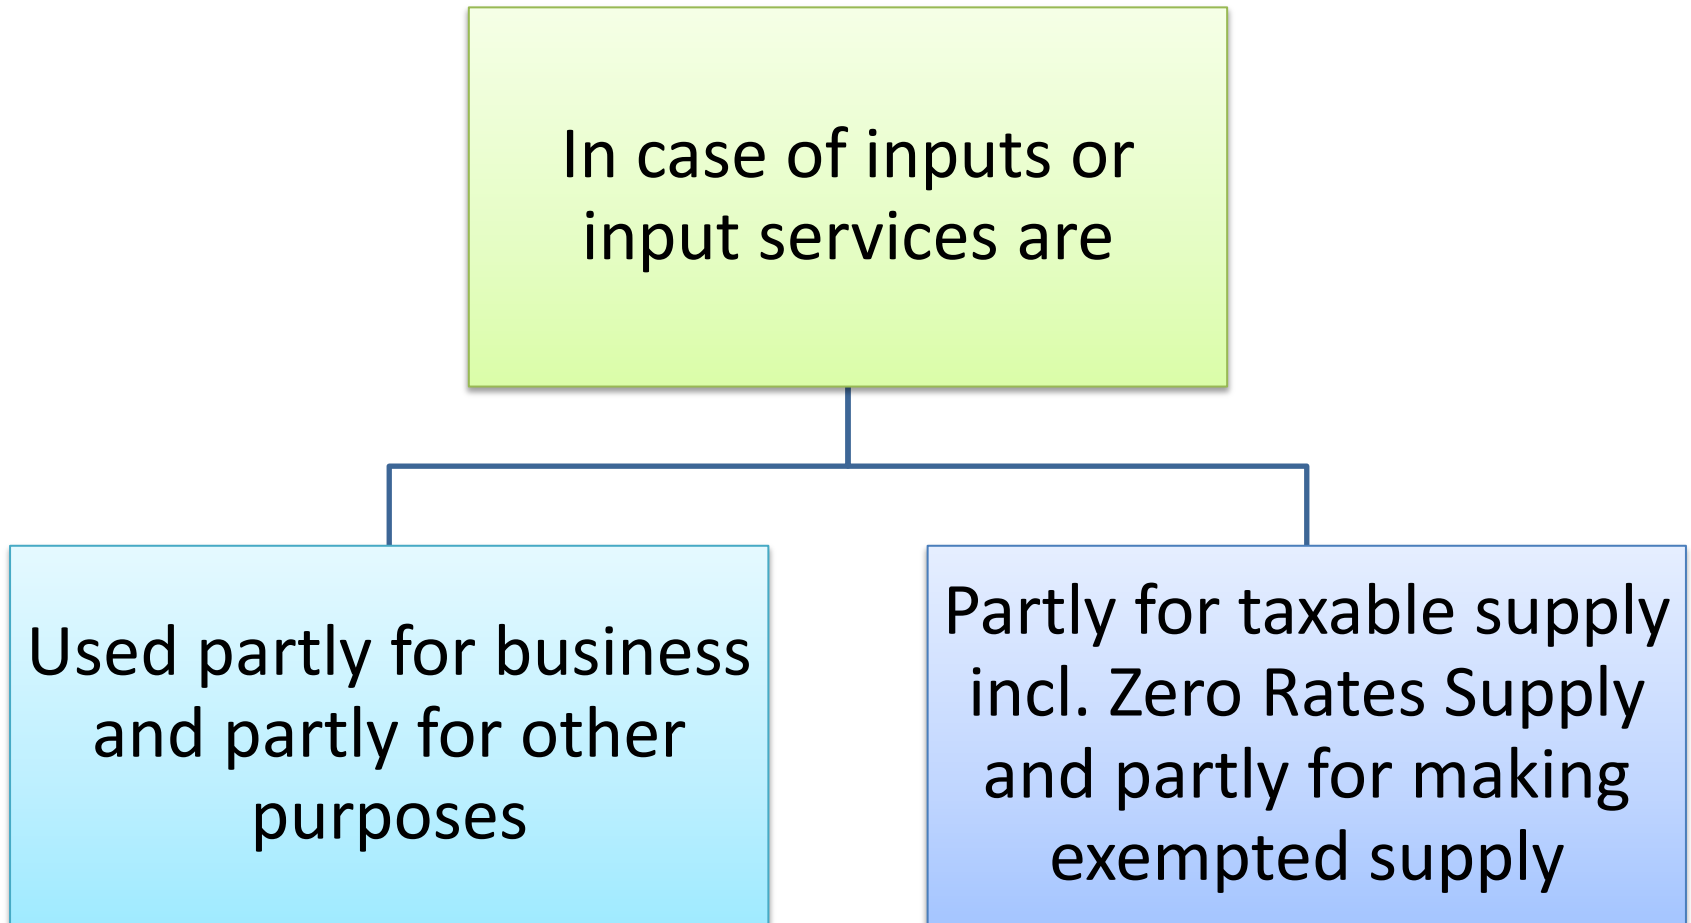 In case of inputs or
input services are
Used partly for business
and partly for other
purposes
Partly for taxable supply
incl. Zero Rates Supply
and partly for making
exempted supply